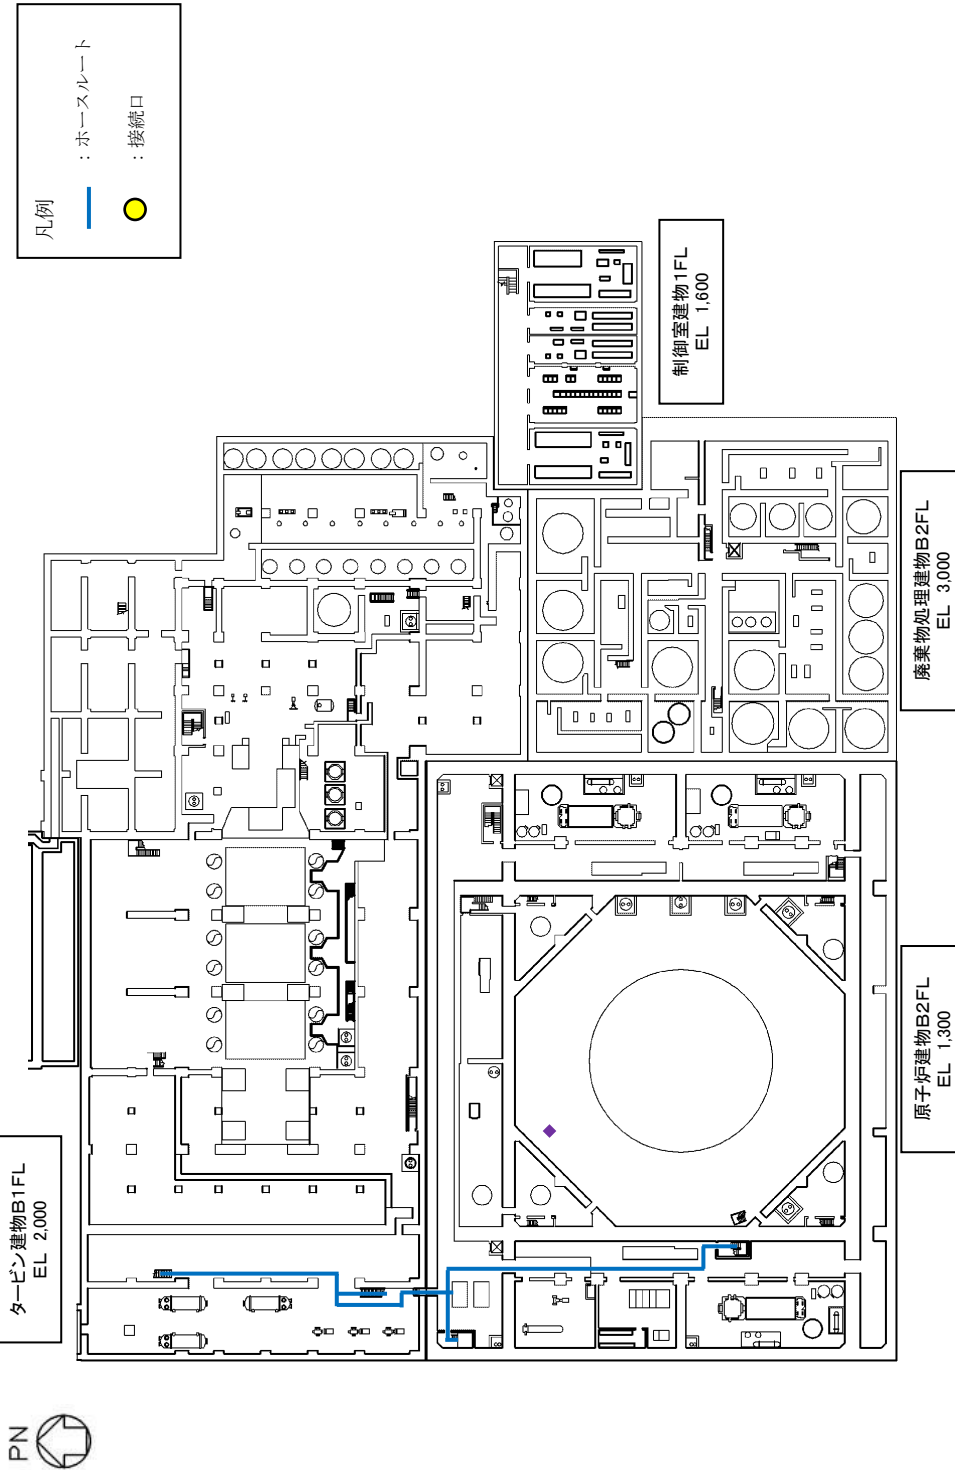 凡例
：ホースルート
：接続口
制御室建物1FL
EL 1,600
廃棄物処理建物B2FL
EL 3,000
原子炉建物B2FL
EL 1,300
タービン建物B1FL
EL 2,000
PN